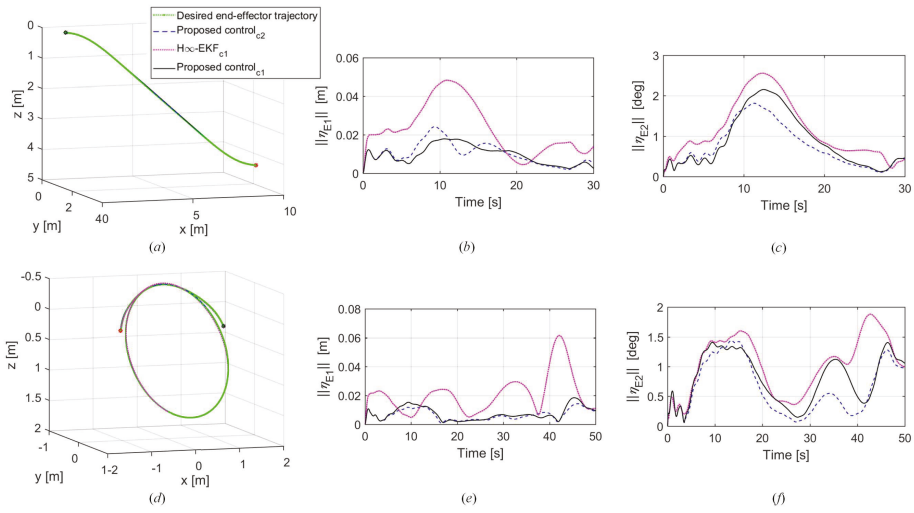 Desired end-effector trajectory
Proposed control_c2
H∞-EKF_c1
Proposed control_c1
z [m]
0
1
2
3
4
5
0
2
40
5
10
y [m]
x [m]
(a)
||η_E1|| [m]
0.06
0.04
0.02
0
0 10 20 30
Time [s]
(b)
||η_E2|| [deg]
3
2
1
0
0 10 20 30
Time [s]
(c)
z [m]
-0.5
0
0.5
1
1.5
2
-1
0
1-2
-1
0
1
2
y [m]
x [m]
(d)
||η_E1|| [m]
0.08
0.06
0.04
0.02
0
0 10 20 30 40 50
Time [s]
(e)
||η_E2|| [deg]
2
1.5
1
0.5
0
0 10 20 30 40 50
Time [s]
(f)